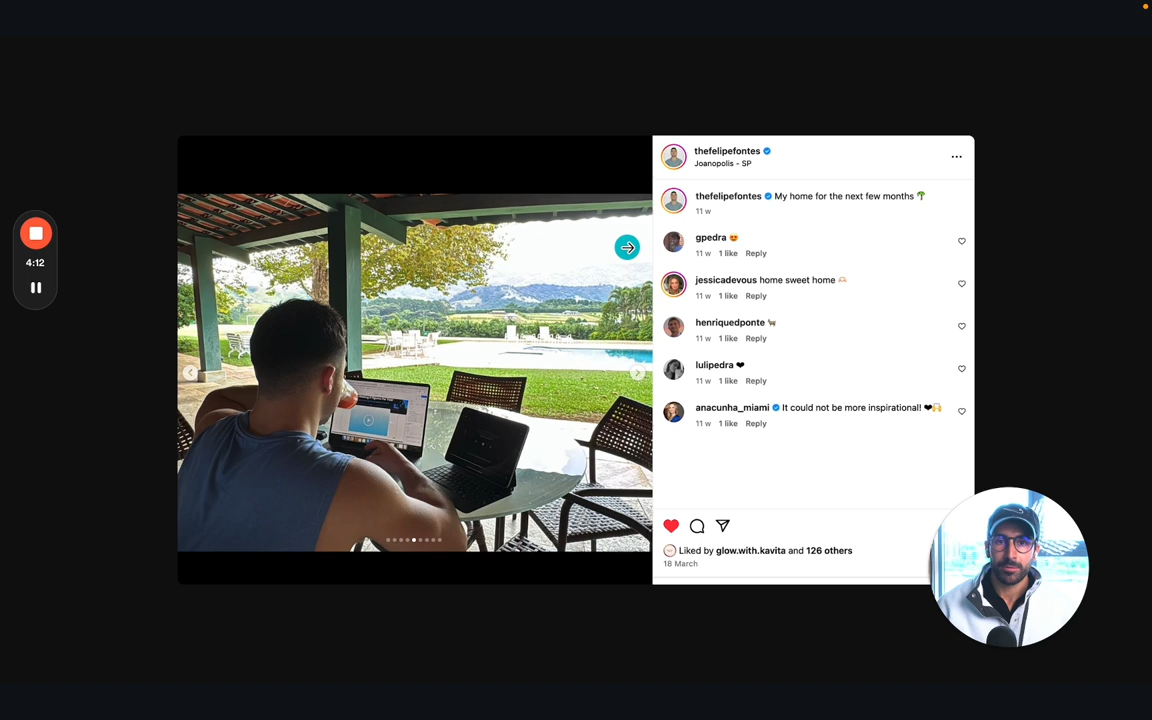 4:12
thefelipefontes
Joanopolis - SP
thefelipefontes My home for the next few months 🌴
11 w
gpedra 😍
11 w 1 like Reply
jessicadevous home sweet home 🫶🏻
11 w 1 like Reply
henriquedponte 🐐
11 w 1 like Reply
lulipedra ❤
11 w 1 like Reply
anacunha_miami It could not be more inspirational! ❤🙌🏼
11 w 1 like Reply
Liked by glow.with.kavita and 126 others
18 March